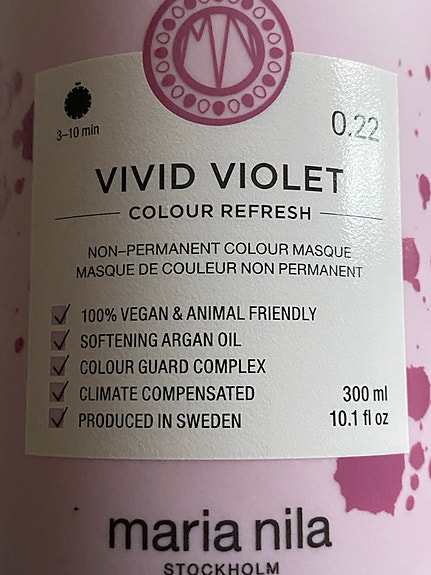 MN
0.22
3–10 min
VIVID VIOLET
COLOUR REFRESH
NON–PERMANENT COLOUR MASQUE
MASQUE DE COULEUR NON PERMANENT
100% VEGAN & ANIMAL FRIENDLY
SOFTENING ARGAN OIL
COLOUR GUARD COMPLEX
CLIMATE COMPENSATED
PRODUCED IN SWEDEN
300 ml
10.1 fl oz
maria nila
STOCKHOLM